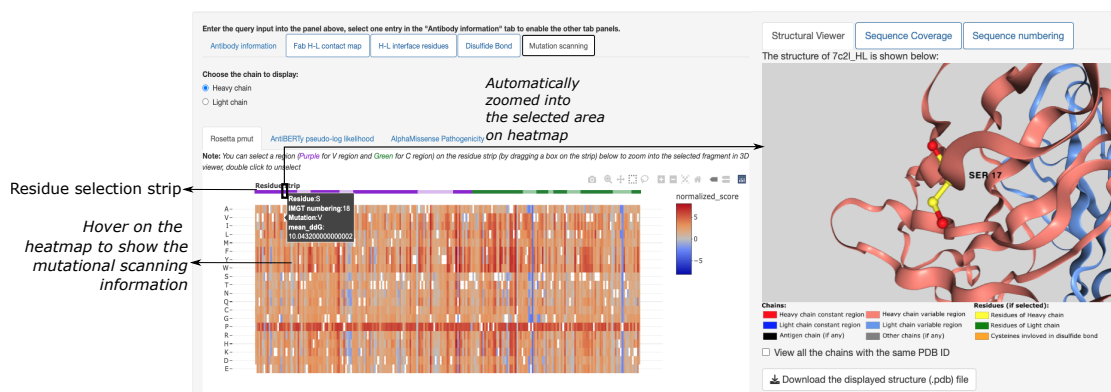 Enter the query input into the panel above, select one entry in the "Antibody information" tab to enable the other tab panels.
Antibody information
Fab H-L contact map
H-L interface residues
Disulfide Bond
Mutation scanning
Choose the chain to display:
Heavy chain
Light chain
Automatically
zoomed into
the selected area
on heatmap
Rosetta pmut
AntiBERTy pseudo-log likelihood
AlphaMissense Pathogenicity
Note: You can select a region (Purple for V region and Green for C region) on the residue strip (by dragging a box on the strip) below to zoom into the selected fragment in 3D
viewer, double click to unselect
Residue selection strip
Residue strip
Residue:S
IMGT numbering:18
Mutation:V
mean_ddG:
10.043200000000002
Hover on the
heatmap to show the
mutational scanning
information
A
V
I
L
M
F
Y
W
S
T
N
Q
C
G
P
R
H
K
D
E
normalized_score
5
0
−5
Structural Viewer
Sequence Coverage
Sequence numbering
The structure of 7c2l_HL is shown below:
SER 17
Chains:
Heavy chain constant region
Heavy chain variable region
Light chain constant region
Light chain variable region
Antigen chain (if any)
Other chains (if any)
Residues (if selected):
Residues of Heavy chain
Residues of Light chain
Cysteines invloved in disulfide bond
View all the chains with the same PDB ID
Download the displayed structure (.pdb) file